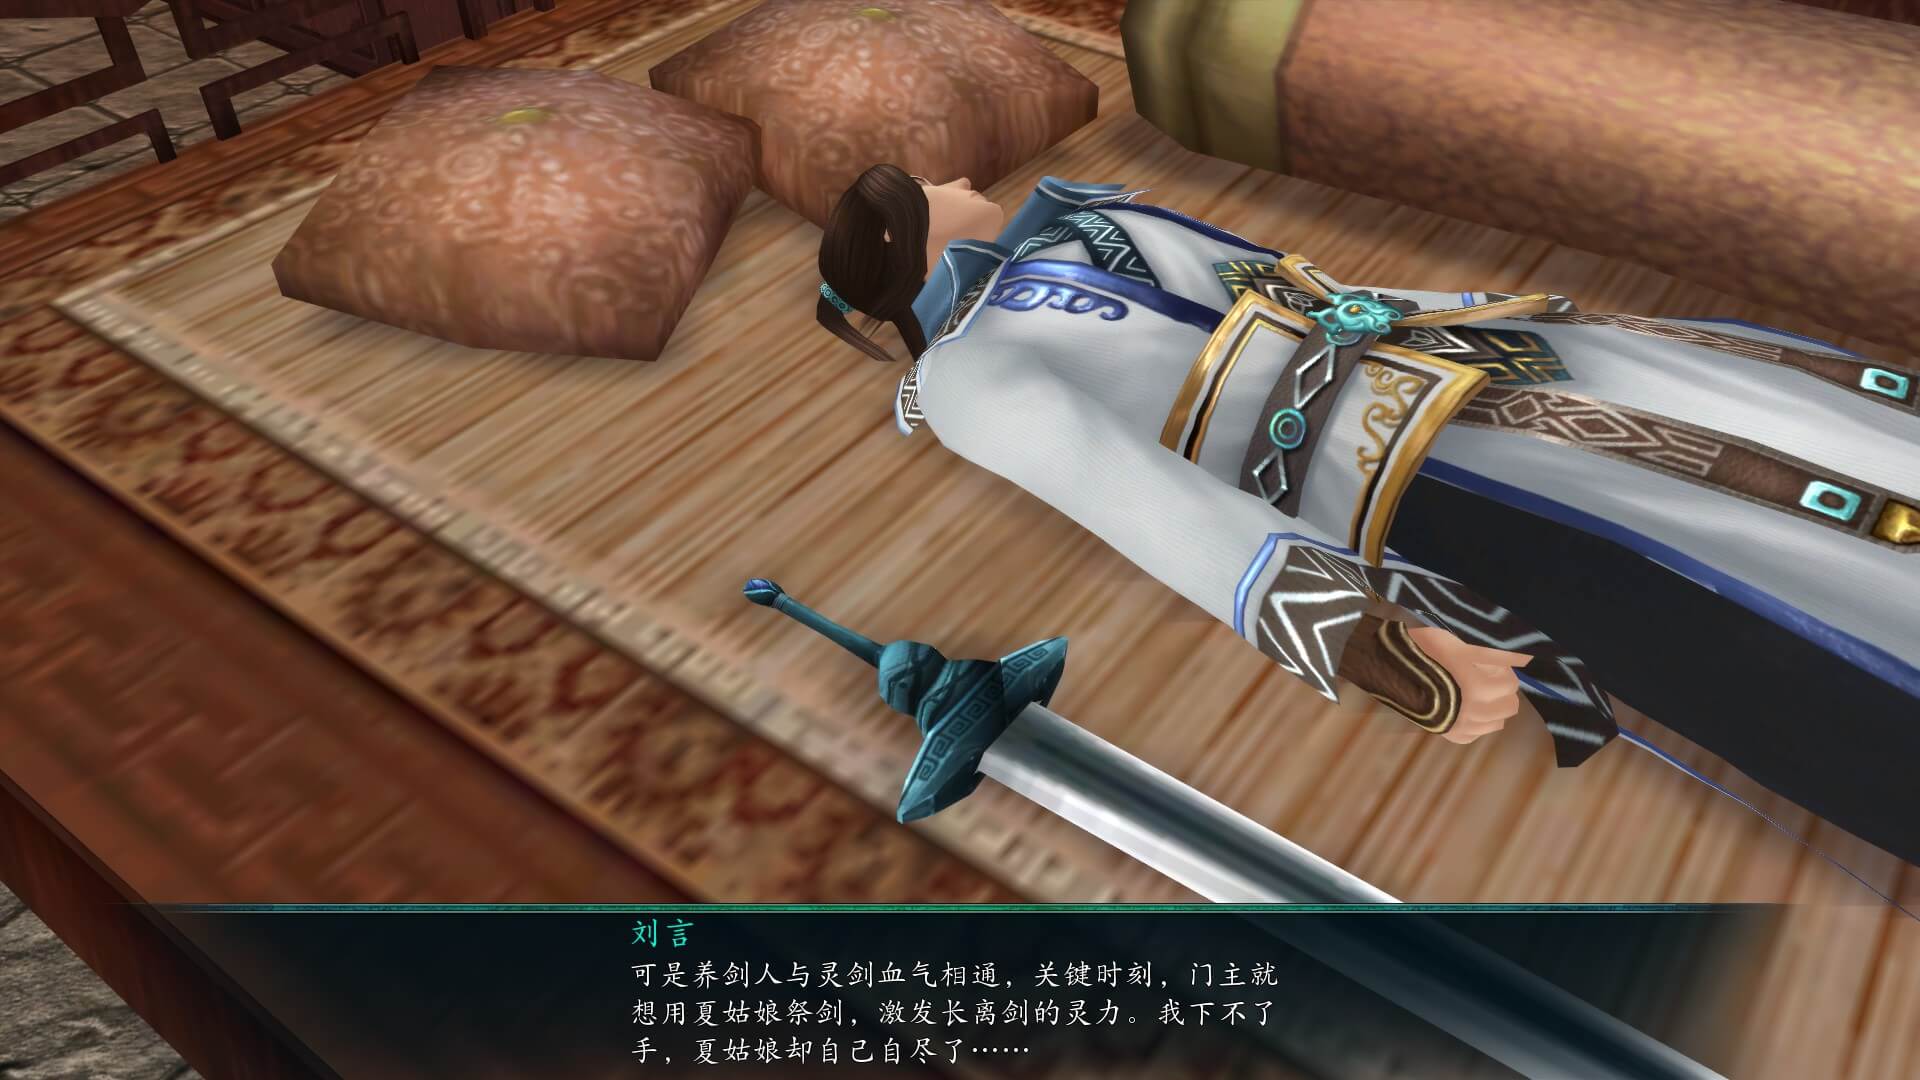 刘言
可是养剑人与灵剑血气相通，关键时刻，门主就
想用夏姑娘祭剑，激发长离剑的灵力。我下不了
手，夏姑娘却自己自尽了……